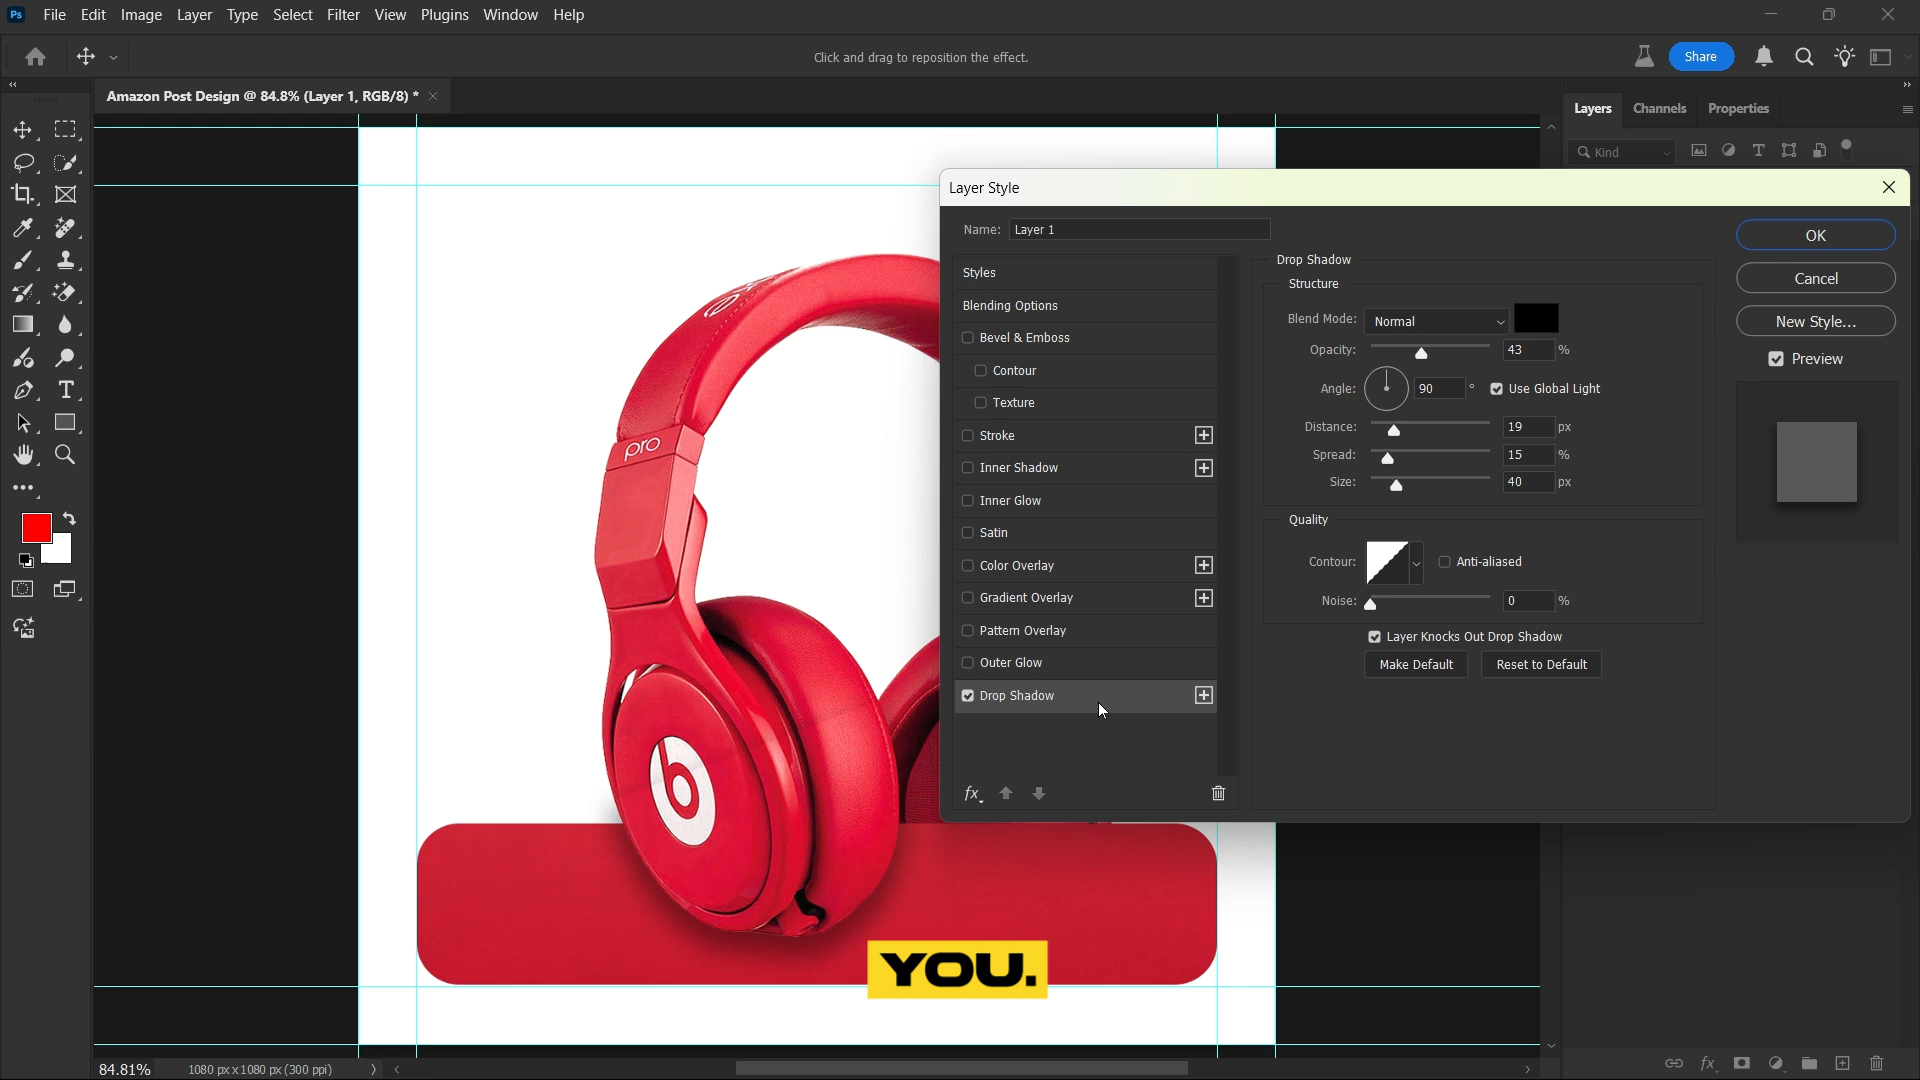 Ps File Edit Image Layer Type Select Filter View Plugins Window Help
Click and drag to reposition the effect.
Share
Amazon Post Design @ 84.8% (Layer 1, RGB/8) *
Layers Channels Properties
Kind
Layer Style
Name: Layer 1
Styles
Blending Options
Bevel & Emboss
Contour
Texture
Stroke
Inner Shadow
Inner Glow
Satin
Color Overlay
Gradient Overlay
Pattern Overlay
Outer Glow
Drop Shadow
fx
Drop Shadow
Structure
Blend Mode: Normal
Opacity: 43 %
Angle: 90 ° Use Global Light
Distance: 19 px
Spread: 15 %
Size: 40 px
Quality
Contour: Anti-aliased
Noise: 0 %
Layer Knocks Out Drop Shadow
Make Default Reset to Default
OK
Cancel
New Style...
Preview
pro
b
YOU.
84.81% 1080 px x 1080 px (300 ppi)
fx